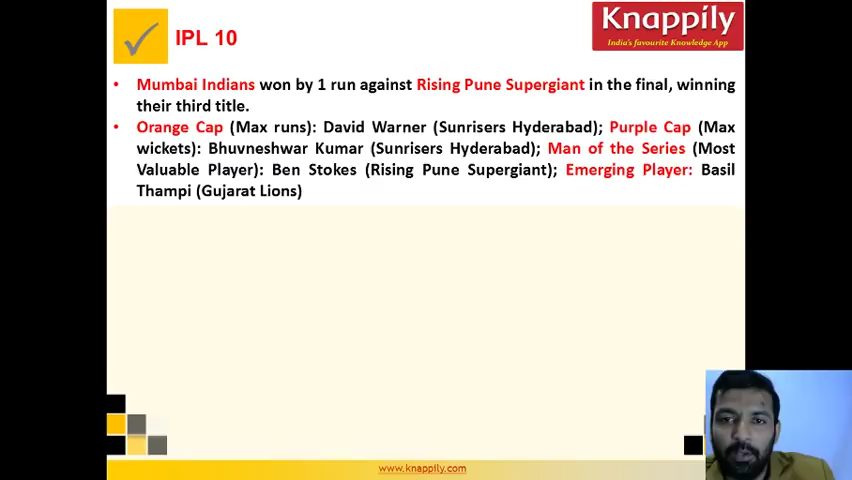 IPL 10
Knappily
India's favourite Knowledge App
• Mumbai Indians won by 1 run against Rising Pune Supergiant in the final, winning
their third title.
• Orange Cap (Max runs): David Warner (Sunrisers Hyderabad); Purple Cap (Max
wickets): Bhuvneshwar Kumar (Sunrisers Hyderabad); Man of the Series (Most
Valuable Player): Ben Stokes (Rising Pune Supergiant); Emerging Player: Basil
Thampi (Gujarat Lions)
www.knappily.com